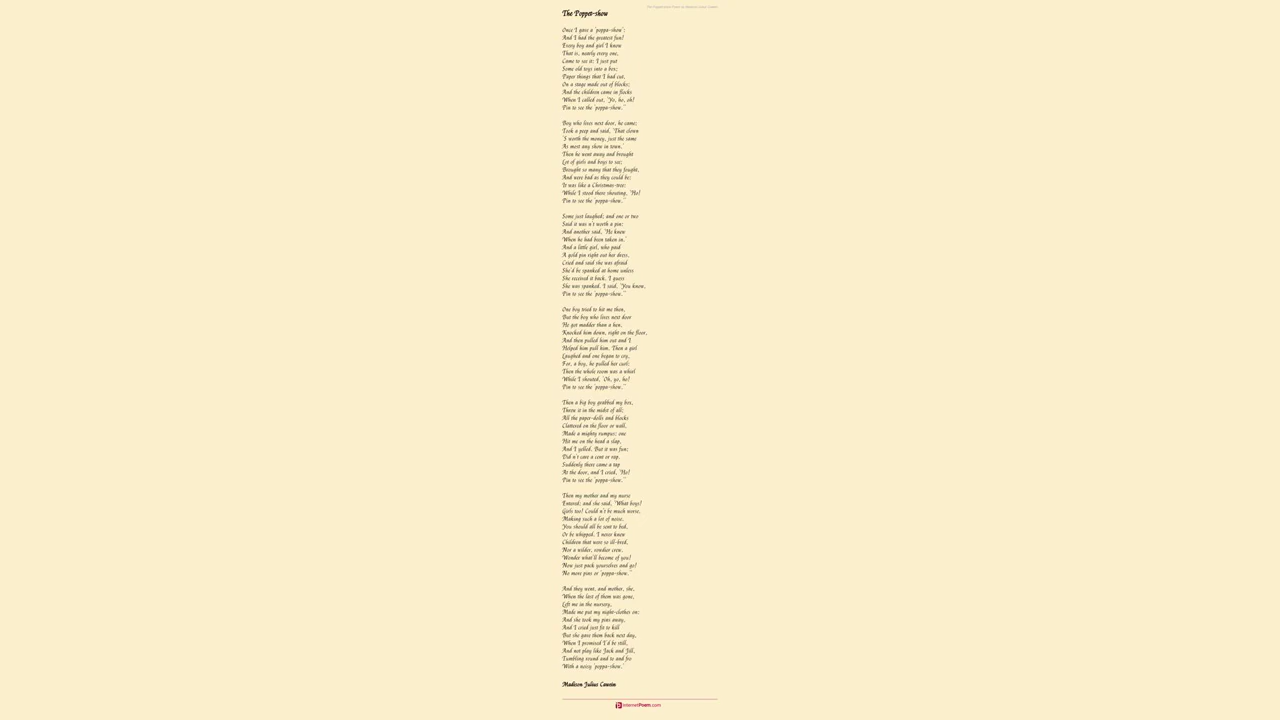 The Poppet-show Poem by Madison Julius Cawein
The Poppet-show
Once I gave a 'poppa-show':
And I had the greatest fun!
Every boy and girl I know
That is, nearly every one,
Came to see it: I just put
Some old toys into a box;
Paper things that I had cut,
On a stage made out of blocks;
And the children came in flocks
When I called out, "Yo, ho, oh!
Pin to see the 'poppa-show.'"
Boy who lives next door, he came;
Took a peep and said, 'That clown
'S worth the money, just the same
As most any show in town,'
Then he went away and brought
Lot of girls and boys to see;
Brought so many that they fought,
And were bad as they could be:
It was like a Christmas-tree:
While I stood there shouting, "Ho!
Pin to see the 'poppa-show.'"
Some just laughed; and one or two
Said it was n't worth a pin:
And another said, "He knew
When he had been taken in.'
And a little girl, who paid
A gold pin right out her dress,
Cried and said she was afraid
She'd be spanked at home unless
She received it back. I guess
She was spanked. I said, 'You know,
Pin to see the 'poppa-show.'"
One boy tried to hit me then,
But the boy who lives next door
He got madder than a hen,
Knocked him down, right on the floor,
And then pulled him out and I
Helped him pull him. Then a girl
Laughed and one began to cry,
For, a boy, he pulled her curl:
Then the whole room was a whirl
While I shouted, 'Oh, yo, ho!
Pin to see the 'poppa-show.'"
Then a big boy grabbed my box,
Threw it in the midst of all;
All the paper-dolls and blocks
Clattered on the floor or wall,
Made a mighty rumpus; one
Hit me on the head a slap,
And I yelled. But it was fun;
Did n't care a cent or rap.
Suddenly there came a tap
At the door, and I cried, "Ho!
Pin to see the 'poppa-show.'"
Then my mother and my nurse
Entered; and she said, "What boys!
Girls too! Could n't be much worse,
Making such a lot of noise,
You should all be sent to bed,
Or be whipped. I never knew
Children that were so ill-bred,
Nor a wilder, rowdier crew.
Wonder what'll become of you!
Now just pack yourselves and go!
No more pins or 'poppa-show.'"
And they went, and mother, she,
When the last of them was gone,
Left me in the nursery,
Made me put my night-clothes on:
And she took my pins away,
And I cried just fit to kill
But she gave them back next day,
When I promised I'd be still,
And not play like Jack and Jill,
Tumbling round and to and fro
With a noisy 'poppa-show.'
Madison Julius Cawein
InternetPoem.com